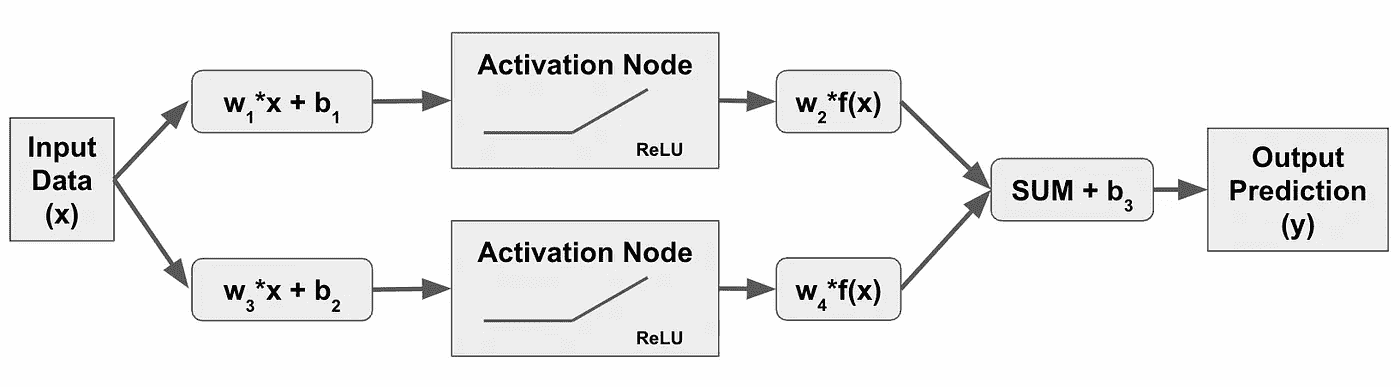 Input
Data
(x)
w₁*x + b₁
Activation Node
ReLU
w₂*f(x)
w₃*x + b₂
Activation Node
ReLU
w₄*f(x)
SUM + b₃
Output
Prediction
(y)